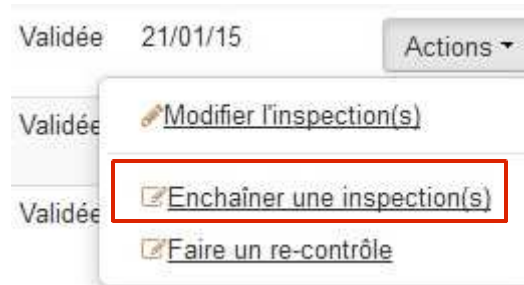 Validée 21/01/15 Actions
Validée Modifier l'inspection(s)
Enchaîner une inspection(s)
Validée
Faire un re-contrôle